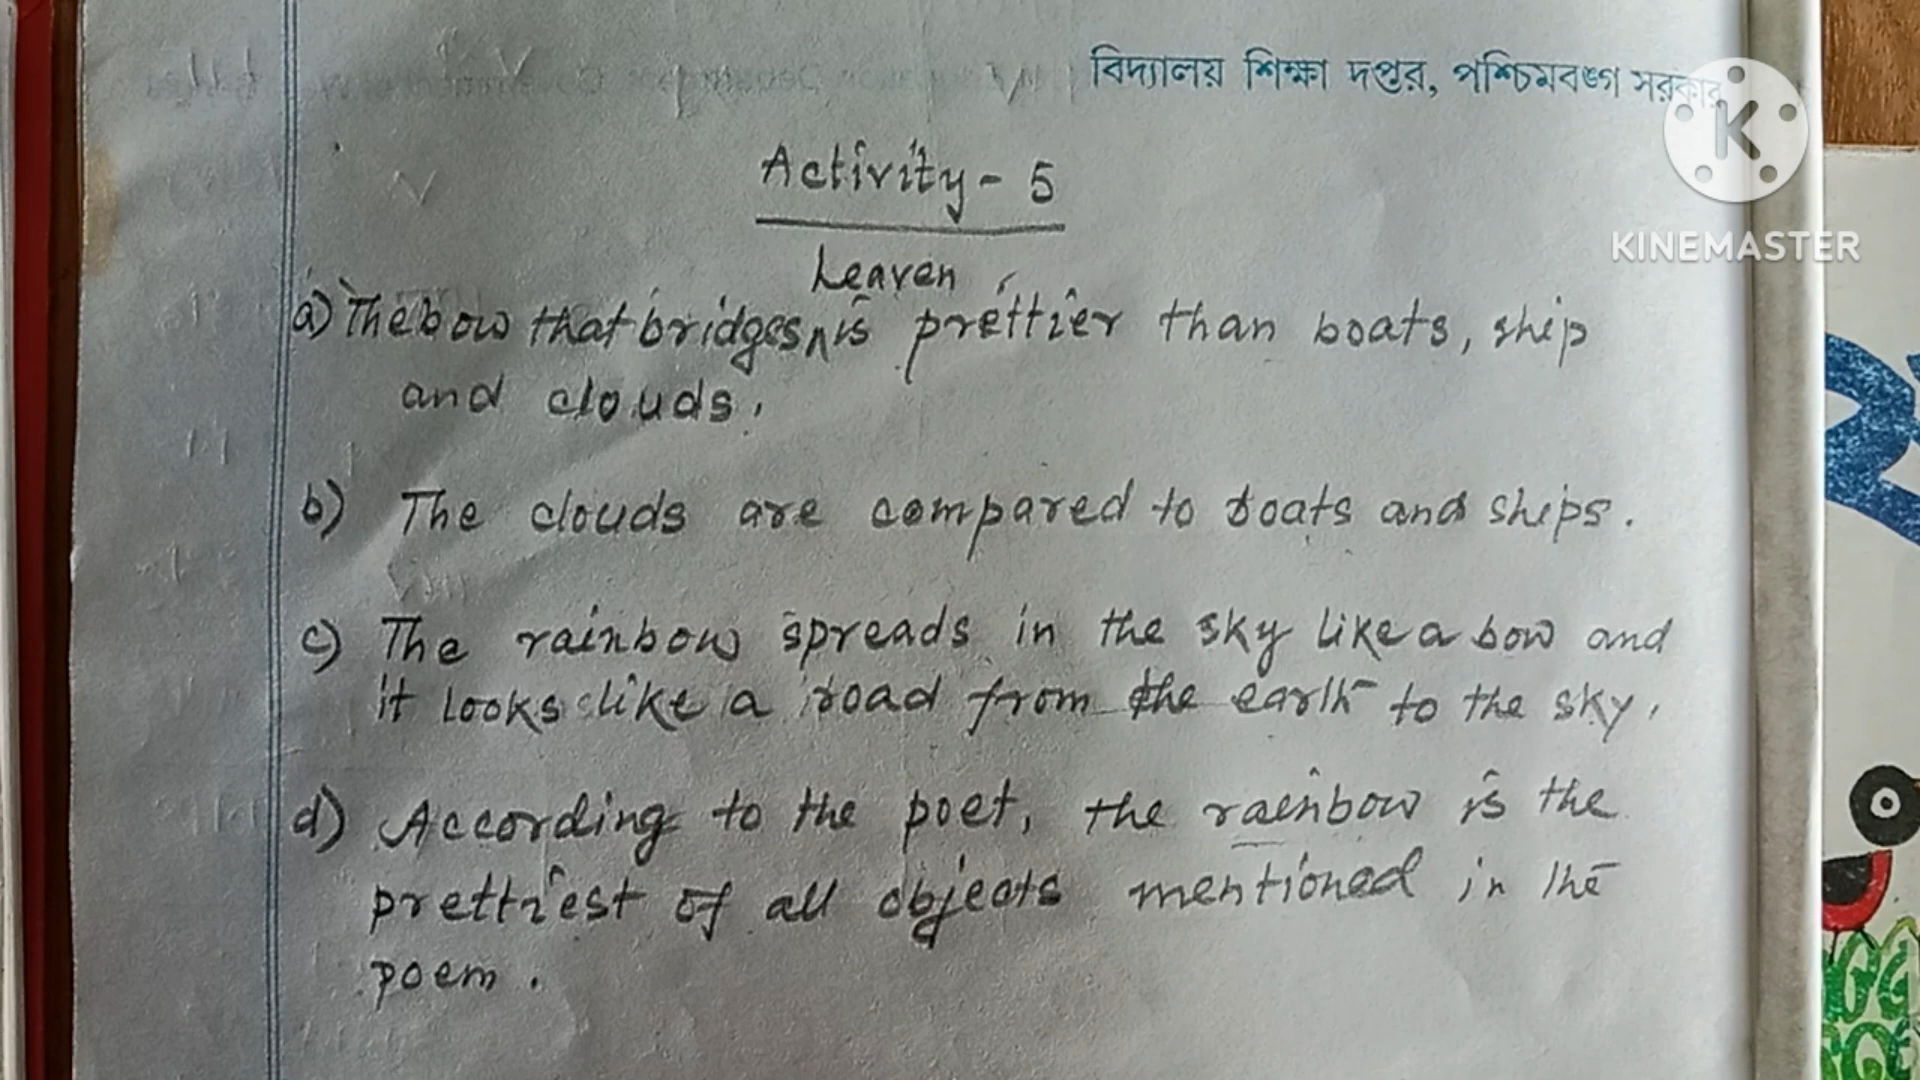 বিদ্যালয় শিক্ষা দপ্তর, পশ্চিমবঙ্গ সরকার
KINEMASTER
Activity - 5
heaven
a) The bow that bridges ^ is prettier than boats, ship
and clouds.
b) The clouds are compared to boats and ships.
c) The rainbow spreads in the sky like a bow and
it looks like a road from the earth to the sky.
d) According to the poet, the rainbow is the
prettiest of all objects mentioned in the
poem.